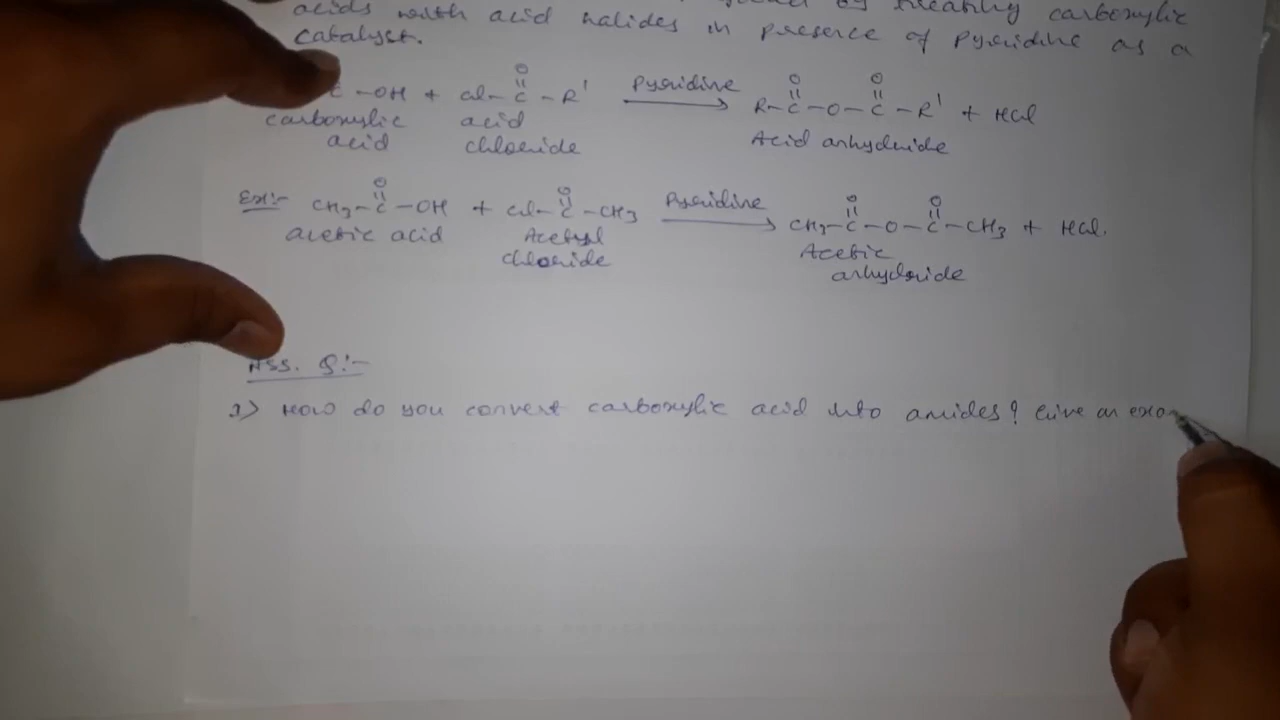 acids with acid halides in presence of pyridine as a
catalyst.
O O O
C -OH + Cl-C-R' Pyridine R-C-O-C-R' + HCl
carboxylic acid Acid anhydride
acid chloride
O O O O
Ex:- CH3-C-OH + Cl-C-CH3 Pyridine CH3-C-O-C-CH3 + HCl.
acetic acid Acetyl Acetic
chloride anhydride
Ass. Q:-
1) How do you convert carboxylic acid into amides? Give an exa